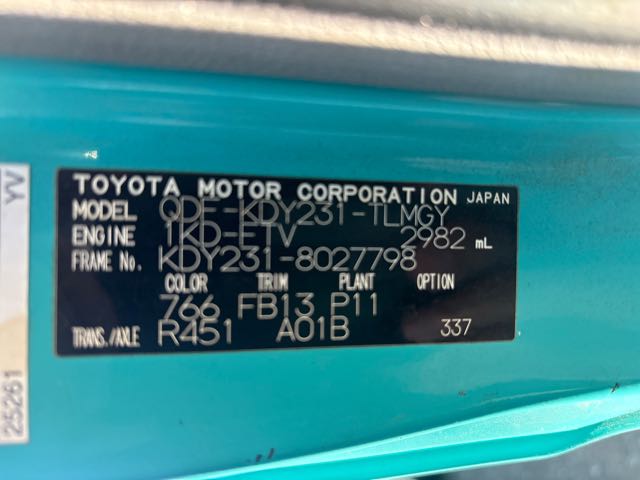 TOYOTA MOTOR CORPORATION JAPAN
MODEL QDF-KDY231-TLMGY
ENGINE 1KD-FTV 2982 mL
FRAME No. KDY231-8027798
COLOR TRIM PLANT OPTION
766 FB13 P11
TRANS./AXLE R451 A01B 337
25261 YV